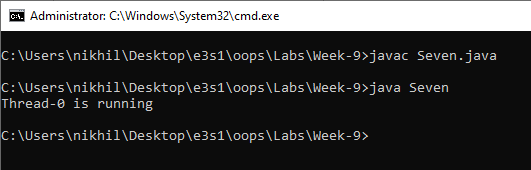 Administrator: C:\Windows\System32\cmd.exe
C:\Users\nikhil\Desktop\e3s1\oops\Labs\Week-9>javac Seven.java
C:\Users\nikhil\Desktop\e3s1\oops\Labs\Week-9>java Seven
Thread-0 is running
C:\Users\nikhil\Desktop\e3s1\oops\Labs\Week-9>